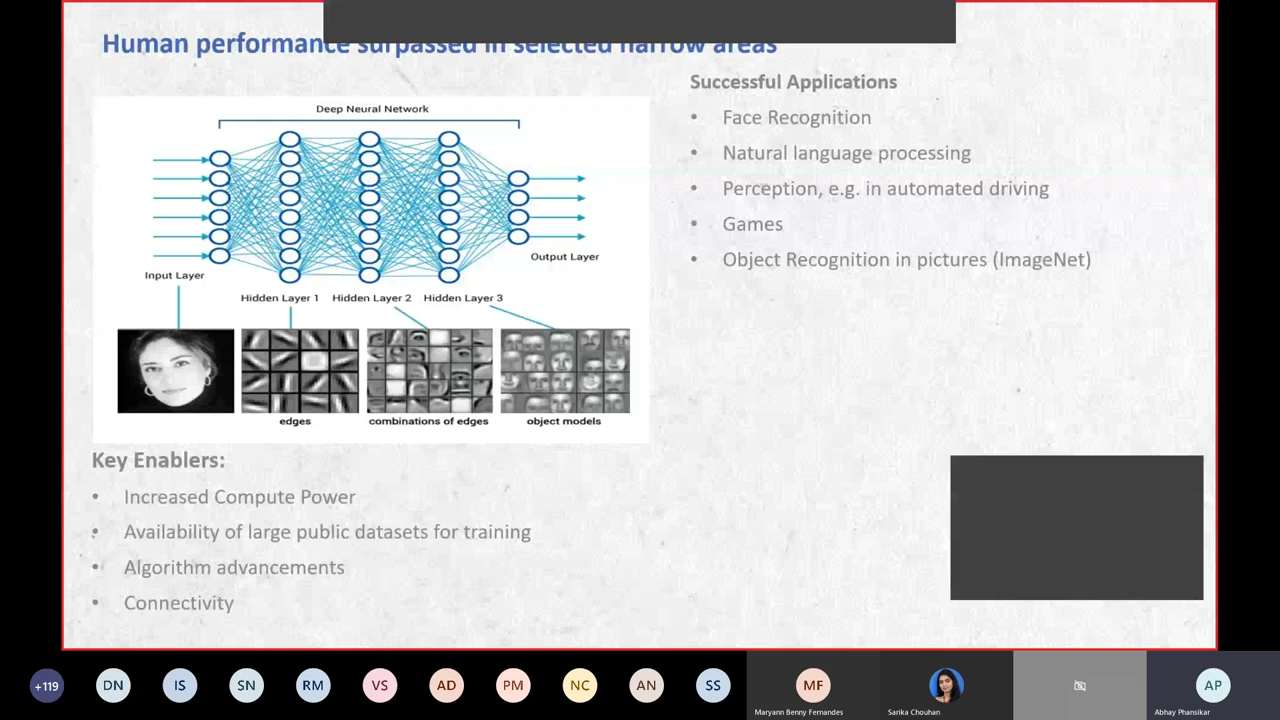 Human performance surpassed in selected narrow areas
Deep Neural Network
Input Layer
Output Layer
Hidden Layer 1
Hidden Layer 2
Hidden Layer 3
edges
combinations of edges
object models
Key Enablers:
• Increased Compute Power
• Availability of large public datasets for training
• Algorithm advancements
• Connectivity
Successful Applications
• Face Recognition
• Natural language processing
• Perception, e.g. in automated driving
• Games
• Object Recognition in pictures (ImageNet)
+119
DN
IS
SN
RM
VS
AD
PM
NC
AN
SS
MF
Maryann Benny Fernandes
Sarika Chouhan
AP
Abhay Phansikar